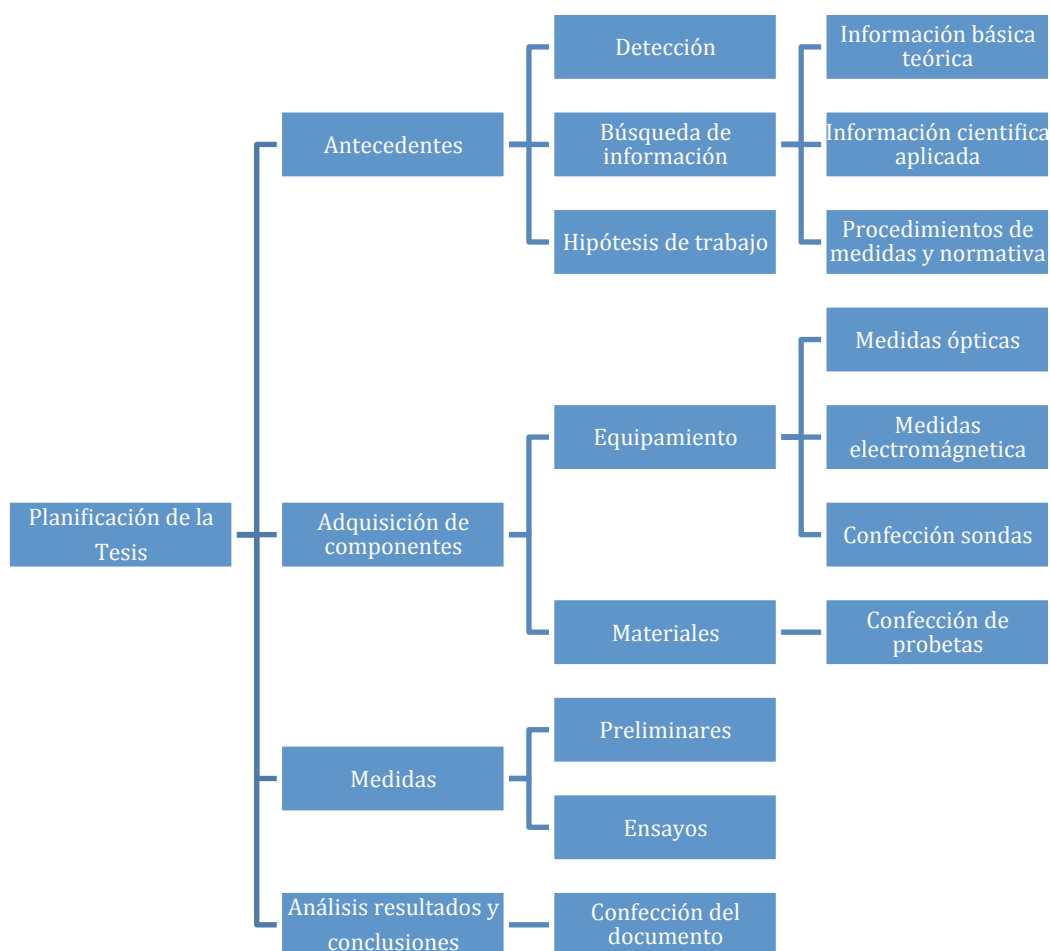 Planificación de la
Tesis
Antecedentes
Detección
Búsqueda de
información
Información básica
teórica
Información cientifica
aplicada
Procedimientos de
medidas y normativa
Hipótesis de trabajo
Adquisición de
componentes
Equipamiento
Medidas ópticas
Medidas
electromágnetica
Confección sondas
Materiales
Confección de
probetas
Medidas
Preliminares
Ensayos
Análisis resultados y
conclusiones
Confección del
documento